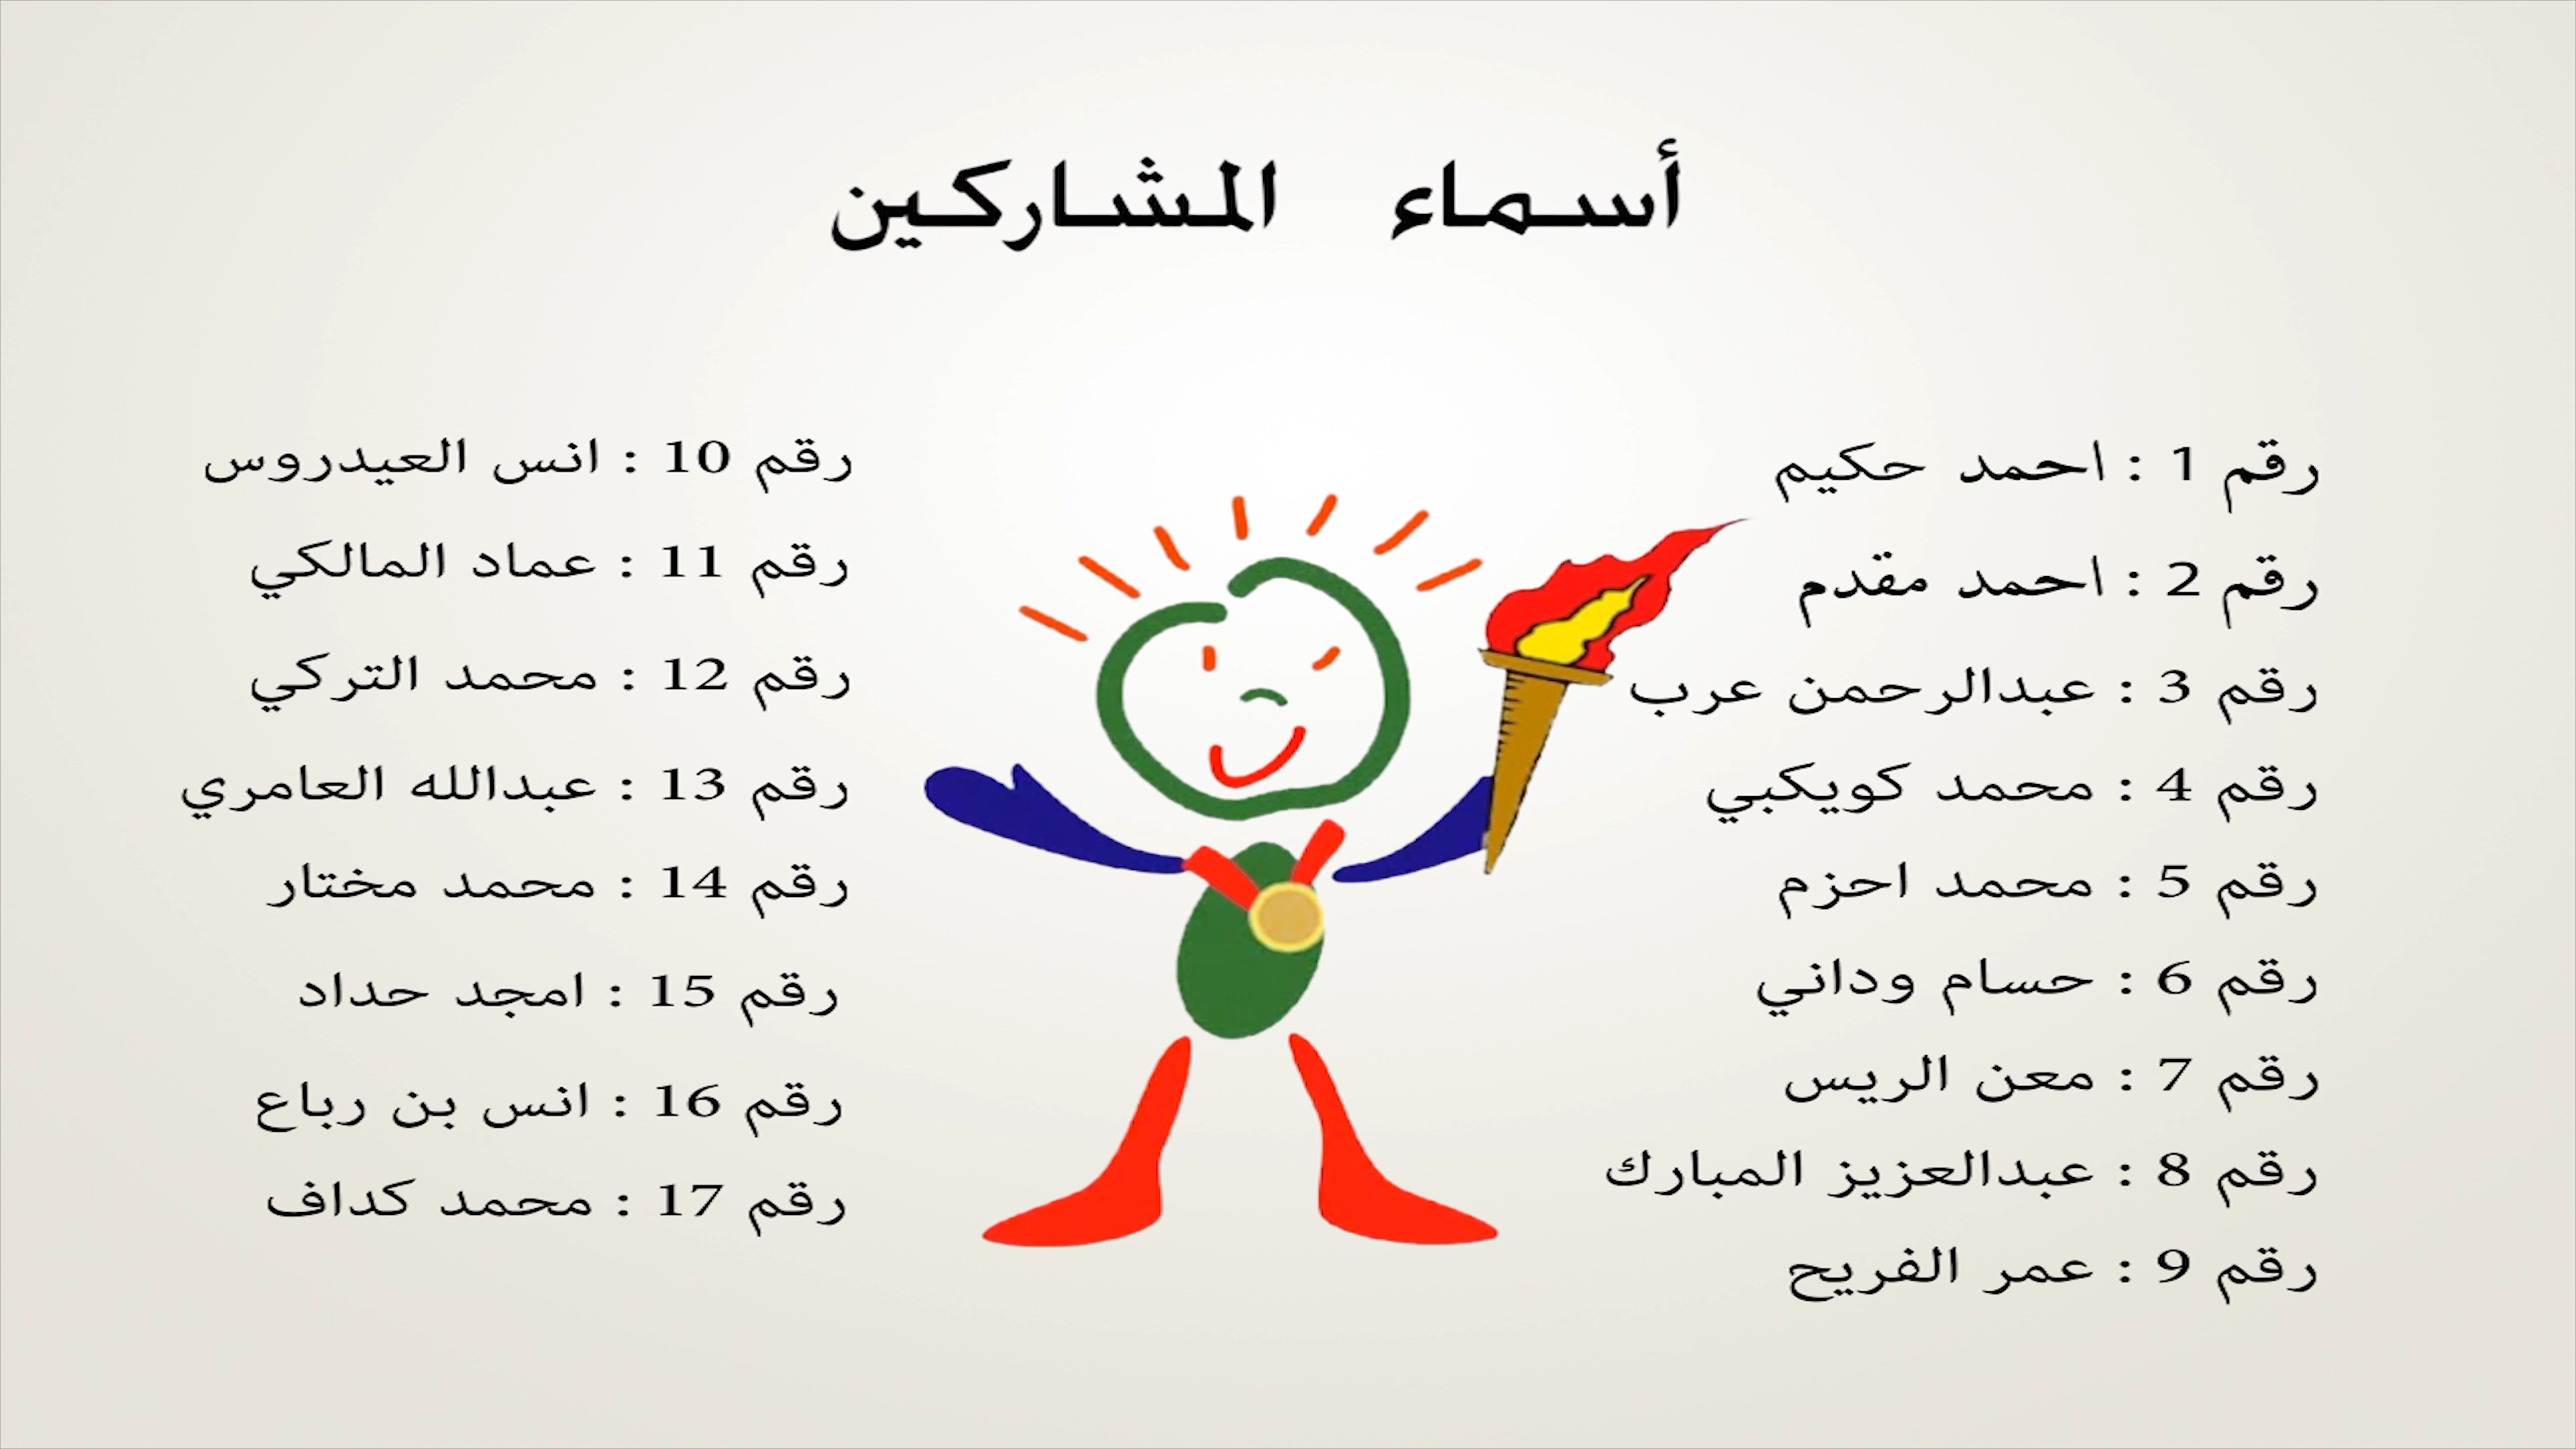 أسماء المشاركين
رقم 1 : احمد حكيم
رقم 2 : احمد مقدم
رقم 3 : عبدالرحمن عرب
رقم 4 : محمد كويكبي
رقم 5 : محمد احزم
رقم 6 : حسام وداني
رقم 7 : معن الريس
رقم 8 : عبدالعزيز المبارك
رقم 9 : عمر الفريح
رقم 10 : انس العيدروس
رقم 11 : عماد المالكي
رقم 12 : محمد التركي
رقم 13 : عبدالله العامري
رقم 14 : محمد مختار
رقم 15 : امجد حداد
رقم 16 : انس بن رباع
رقم 17 : محمد كداف